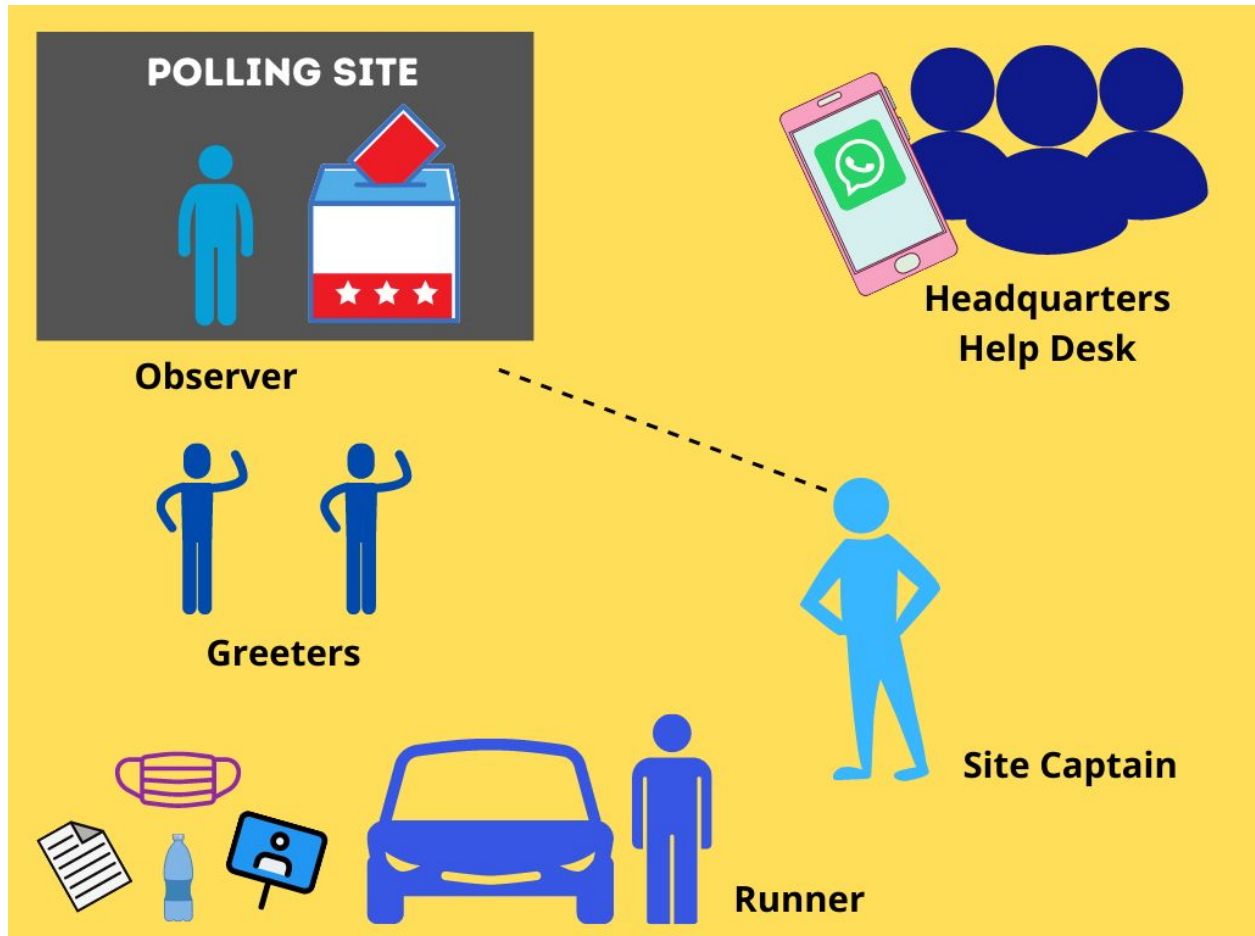 POLLING SITE
Observer
Headquarters
Help Desk
Greeters
Site Captain
Runner